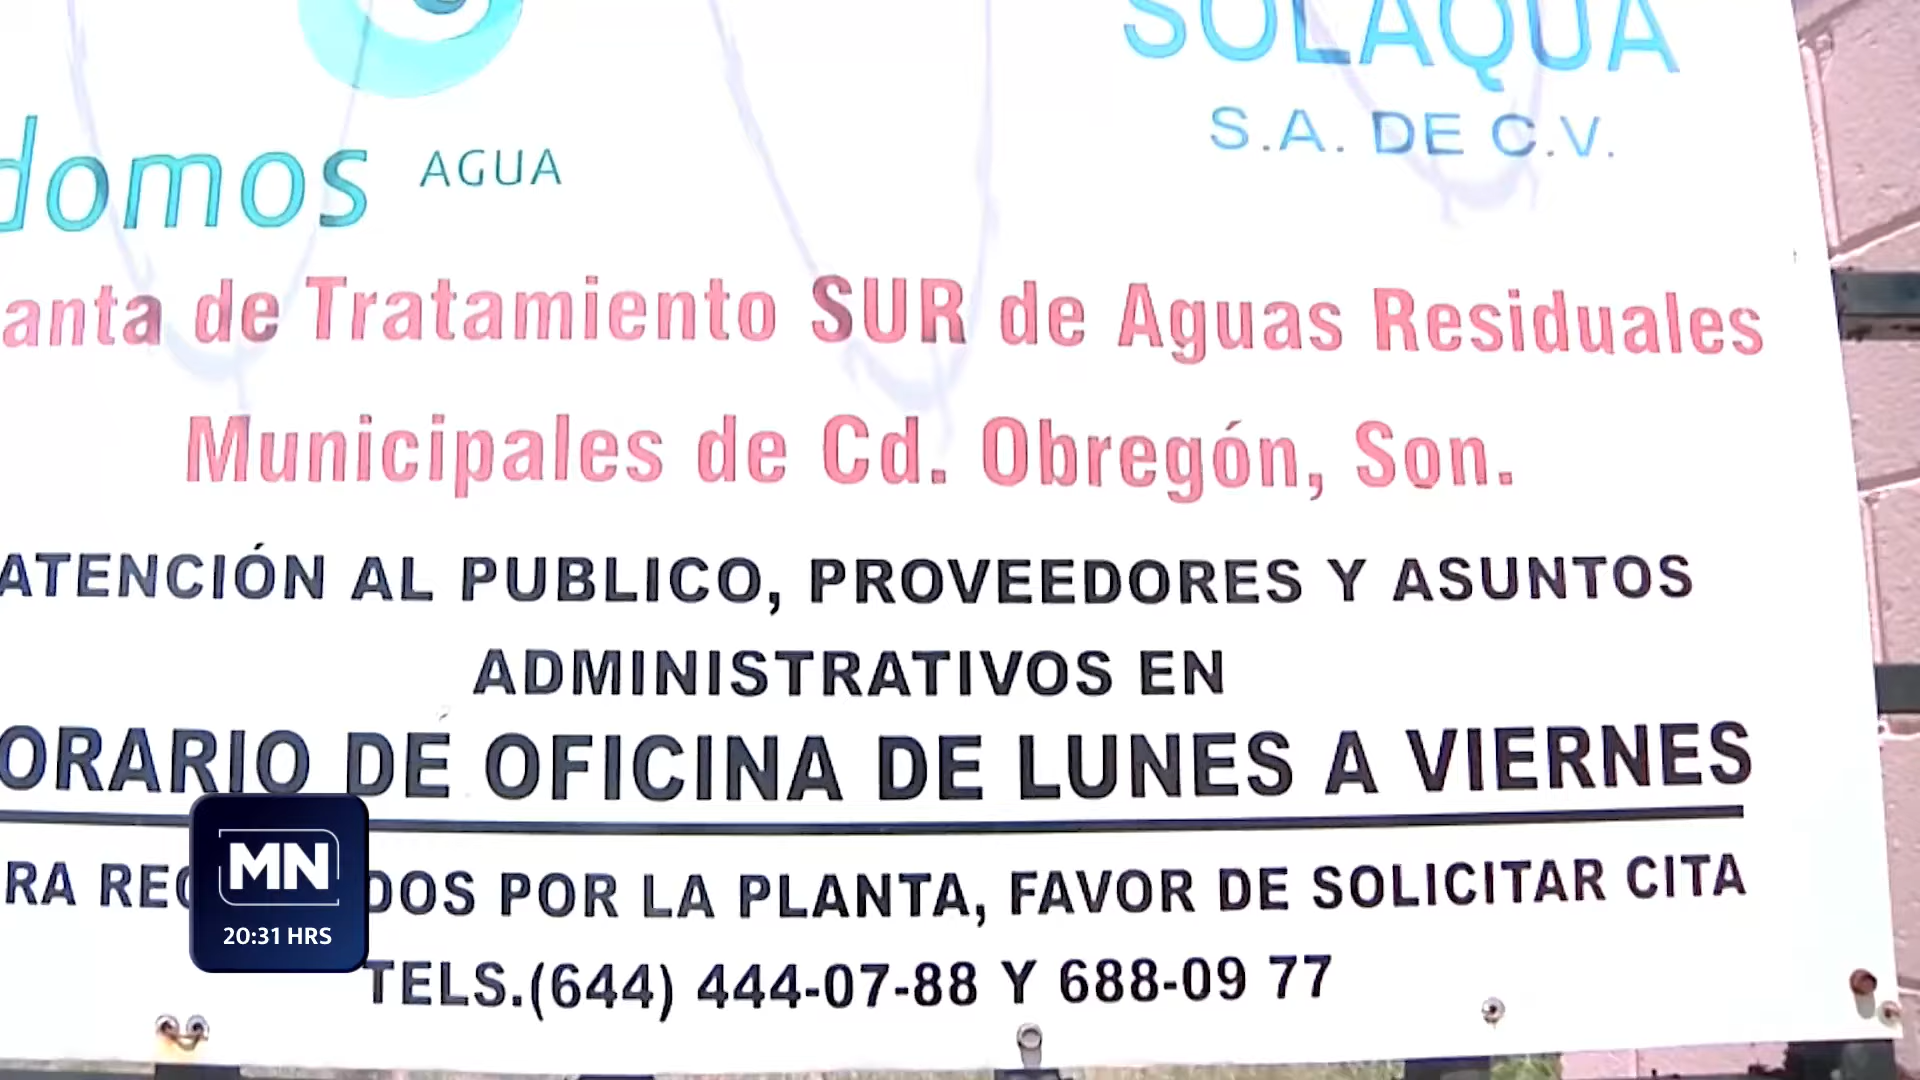 SOLAQUA
S.A. DE C.V.
domos AGUA
anta de Tratamiento SUR de Aguas Residuales
Municipales de Cd. Obregón, Son.
ATENCIÓN AL PUBLICO, PROVEEDORES Y ASUNTOS
ADMINISTRATIVOS EN
ORARIO DE OFICINA DE LUNES A VIERNES
RA REC DOS POR LA PLANTA, FAVOR DE SOLICITAR CITA
TELS.(644) 444-07-88 Y 688-09 77
MN
20:31 HRS